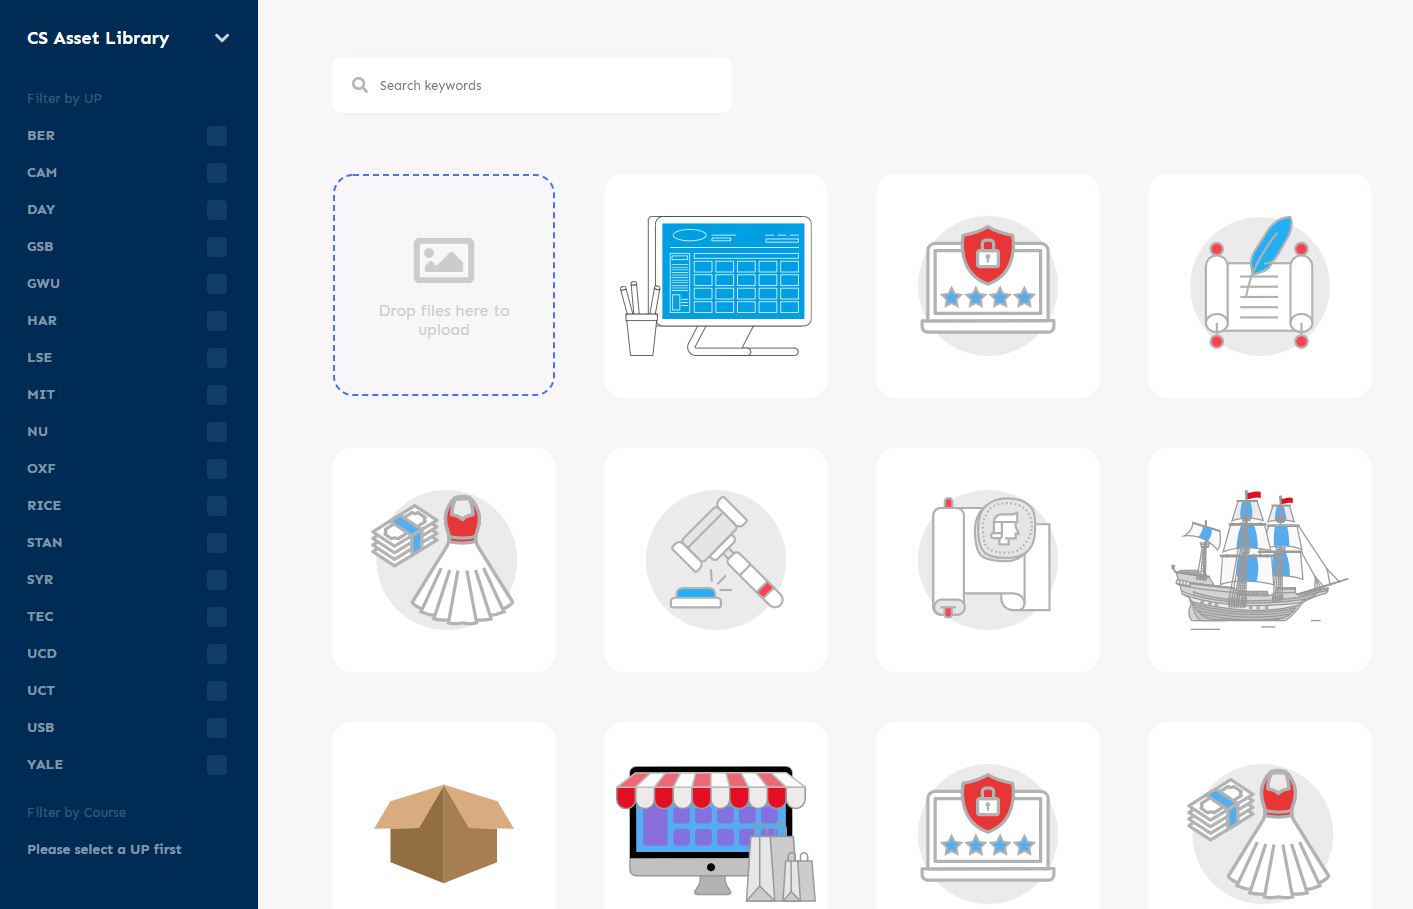 CS Asset Library
Filter by UP
BER
CAM
DAY
GSB
GWU
HAR
LSE
MIT
NU
OXF
RICE
STAN
SYR
TEC
UCD
UCT
USB
YALE
Filter by Course
Please select a UP first
Search keywords
Drop files here to
upload